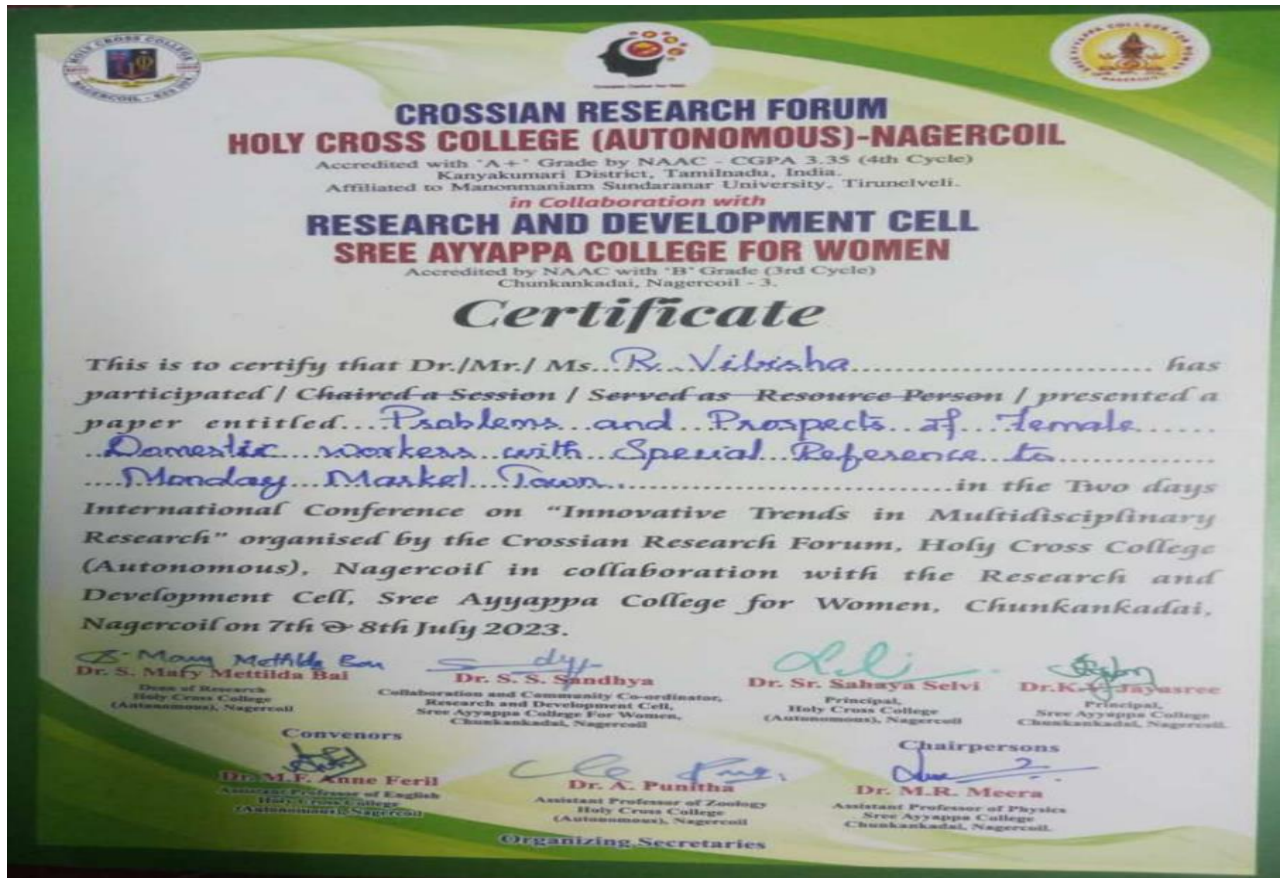 HOLY CROSS COLLEGE
NAGERCOIL
CROSSIAN RESEARCH FORUM
HOLY CROSS COLLEGE (AUTONOMOUS)-NAGERCOIL
Accredited with 'A+' Grade by NAAC - CGPA 3.35 (4th Cycle)
Kanyakumari District, Tamilnadu, India.
Affiliated to Manonmaniam Sundaranar University, Tirunelveli.
in Collaboration with
RESEARCH AND DEVELOPMENT CELL
SREE AYYAPPA COLLEGE FOR WOMEN
Accredited by NAAC with 'B' Grade (3rd Cycle)
Chunkankadai, Nagercoil - 3.
Certificate
This is to certify that Dr./Mr./ Ms. R. Vibisha has
participated / Chaired a Session / Served as Resource Person / presented a
paper entitled Problems and Prospects of Female
Domestic workers with Special Reference to
Monday Market Town in the Two days
International Conference on "Innovative Trends in Multidisciplinary
Research" organised by the Crossian Research Forum, Holy Cross College
(Autonomous), Nagercoil in collaboration with the Research and
Development Cell, Sree Ayyappa College for Women, Chunkankadai,
Nagercoil on 7th & 8th July 2023.
Dr. S. Mary Mettilda Bai Dr. S. S. Sandhya Dr. Sr. Sahaya Selvi Dr.K. Jayasree
Dean of Research Collaboration and Community Co-ordinator, Principal, Principal,
Holy Cross College Research and Development Cell, Holy Cross College Sree Ayyappa College
(Autonomous), Nagercoil Sree Ayyappa College For Women, (Autonomous), Nagercoil Chunkankadai, Nagercoil.
Chunkankadai, Nagercoil
Convenors Chairpersons
Dr. M.F. Anne Feril Dr. A. Punitha Dr. M.R. Meera
Assistant Professor of English Assistant Professor of Zoology Assistant Professor of Physics
Holy Cross College Holy Cross College Sree Ayyappa College
(Autonomous), Nagercoil (Autonomous), Nagercoil Chunkankadai, Nagercoil.
Organizing Secretaries